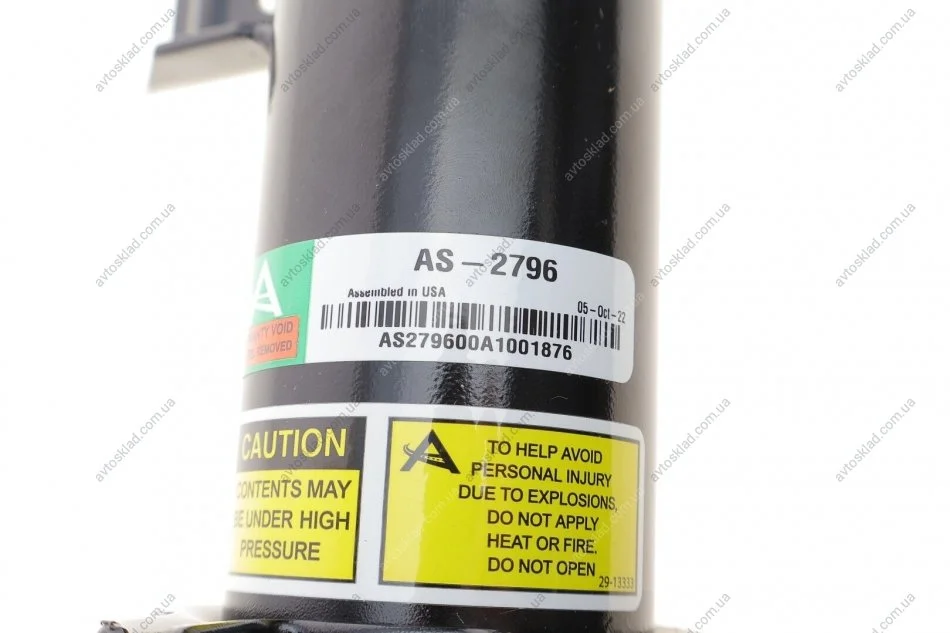 AS – 2796
Assembled in USA
05 – Oct – 22
AS279600A1001876
VOID
REMOVED
CAUTION
CONTENTS MAY
BE UNDER HIGH
PRESSURE
TO HELP AVOID
PERSONAL INJURY
DUE TO EXPLOSIONS,
DO NOT APPLY
HEAT OR FIRE.
DO NOT OPEN
29-13333
avtosklad.com.ua